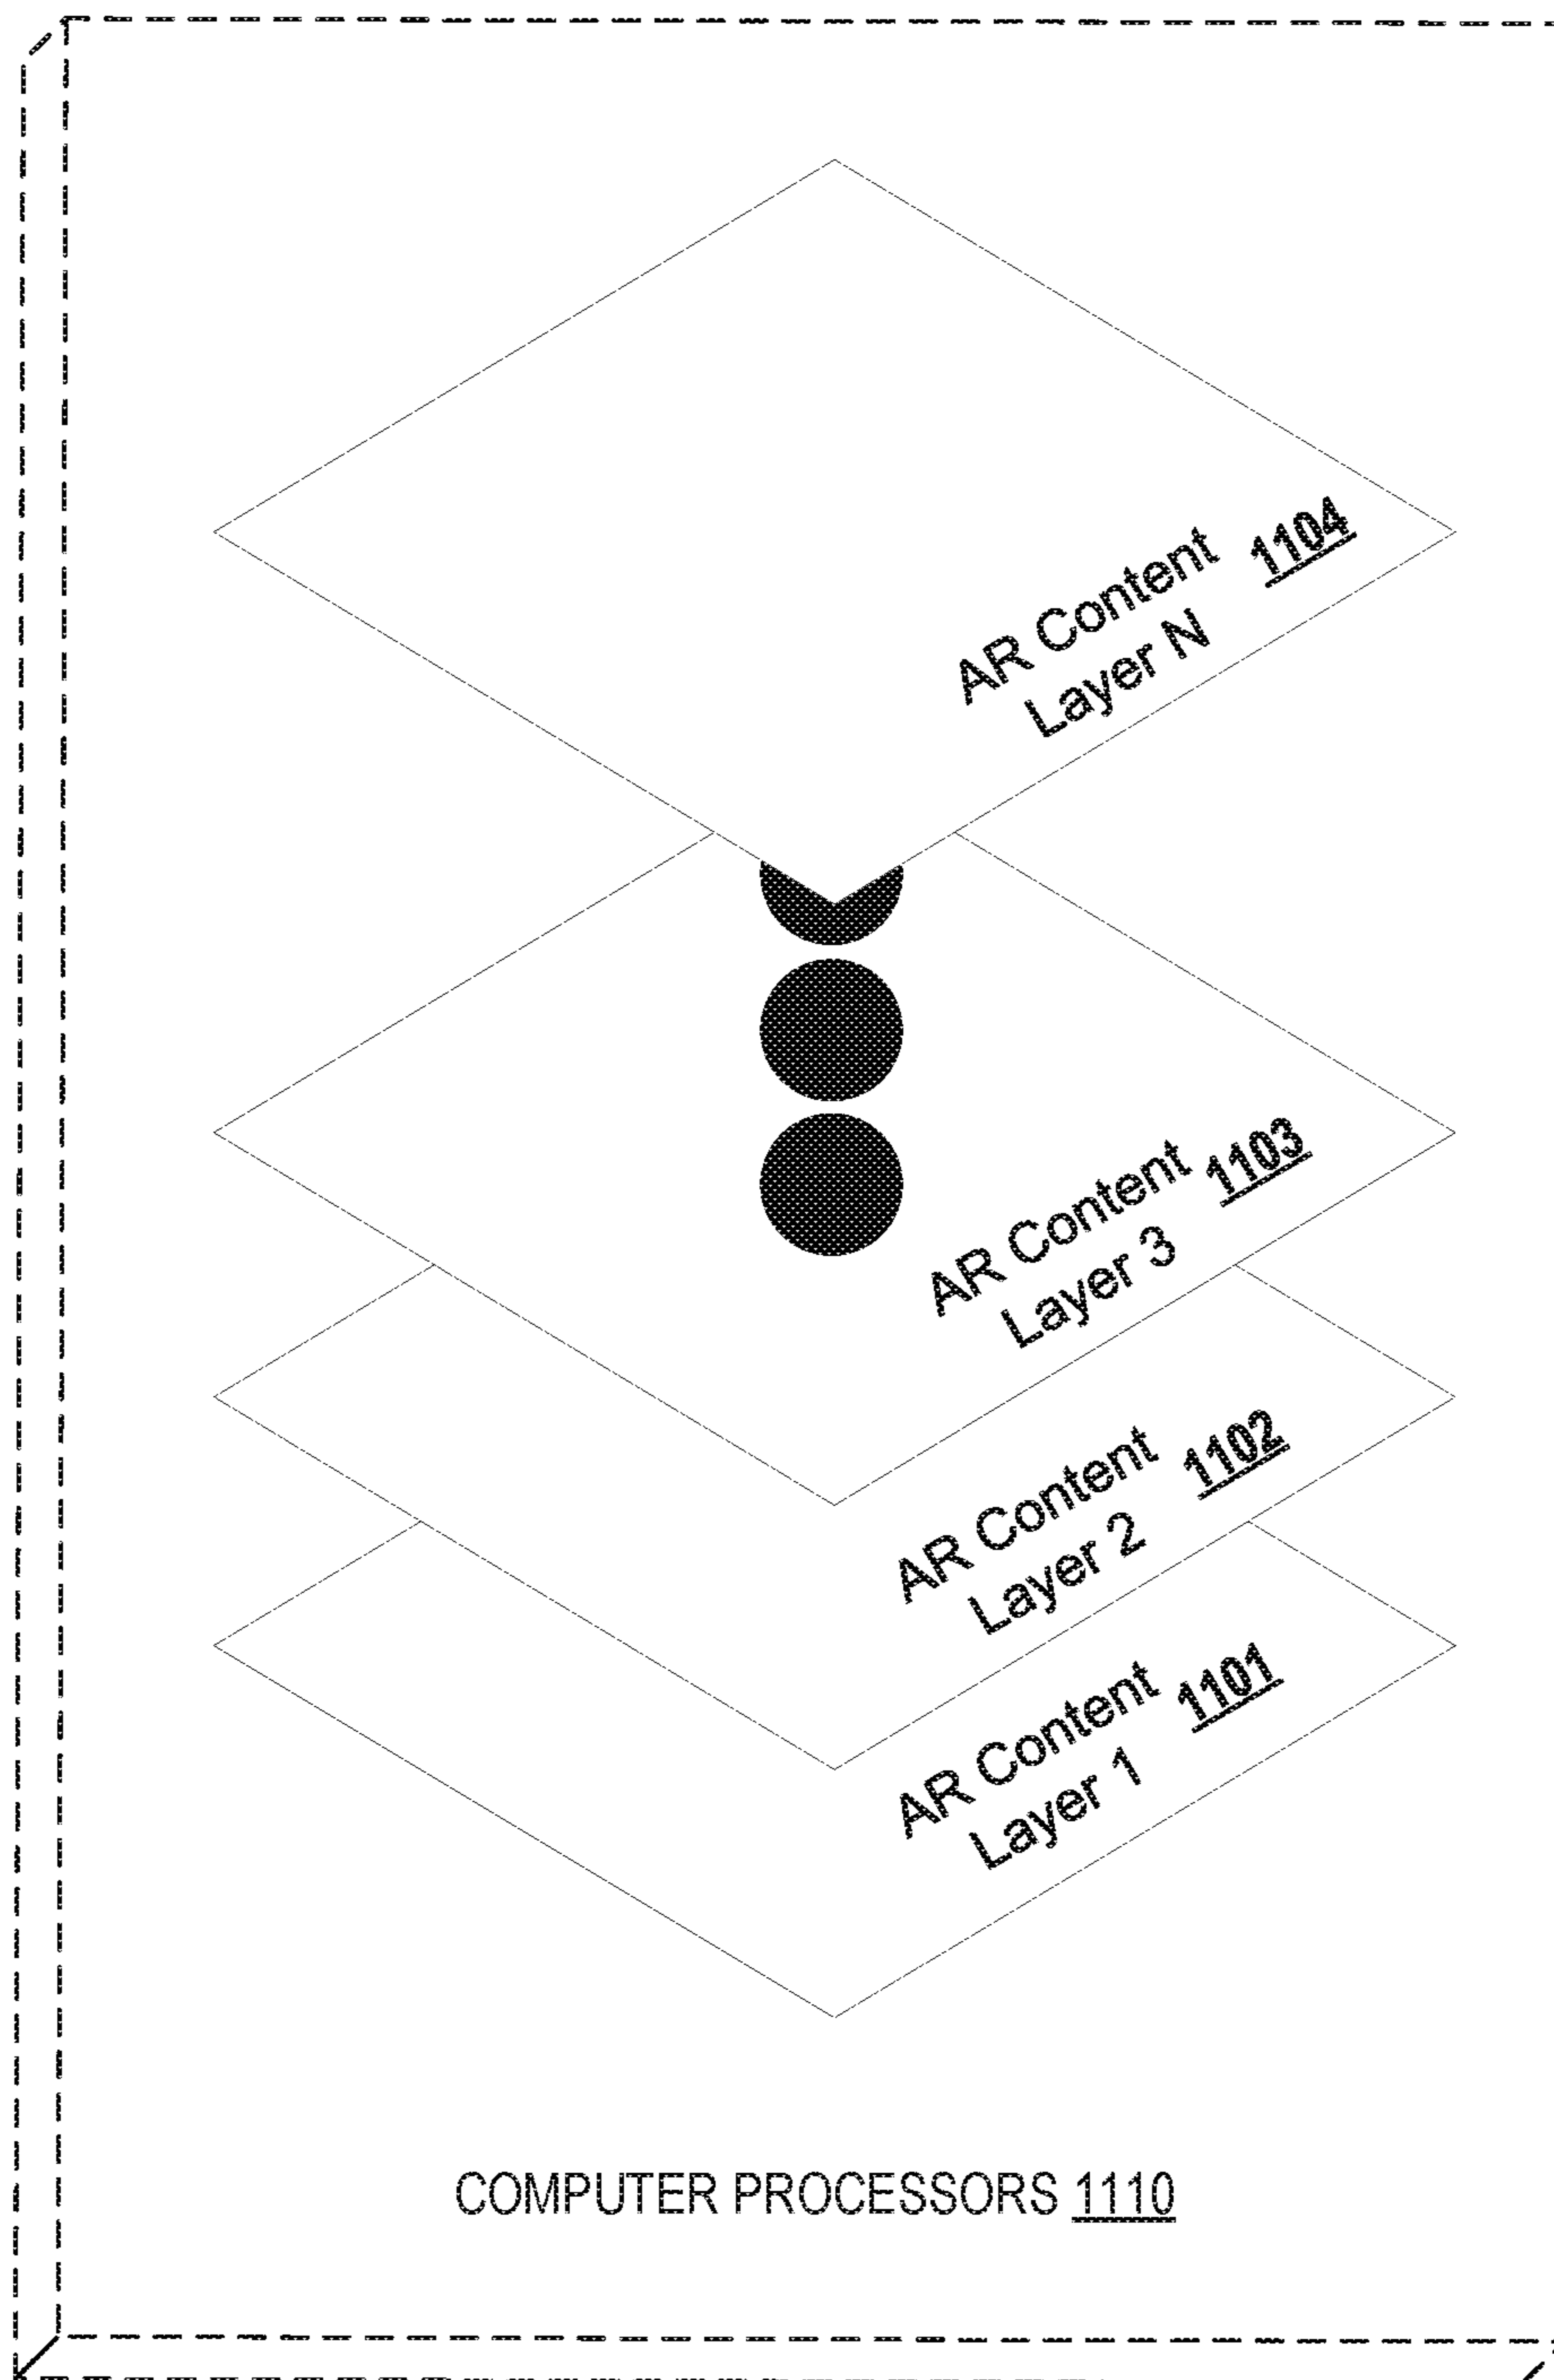 AR Content 1104
Layer N
AR Content 1103
Layer 3
AR Content 1102
Layer 2
AR Content 1101
Layer 1
COMPUTER PROCESSORS 1110